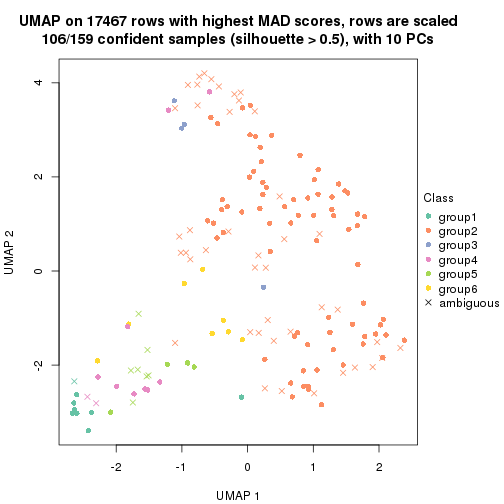 UMAP on 17467 rows with highest MAD scores, rows are scaled
106/159 confident samples (silhouette > 0.5), with 10 PCs
4
2
0
-2
UMAP 2
-2
-1
0
1
2
UMAP 1
Class
group1
group2
group3
group4
group5
group6
ambiguous